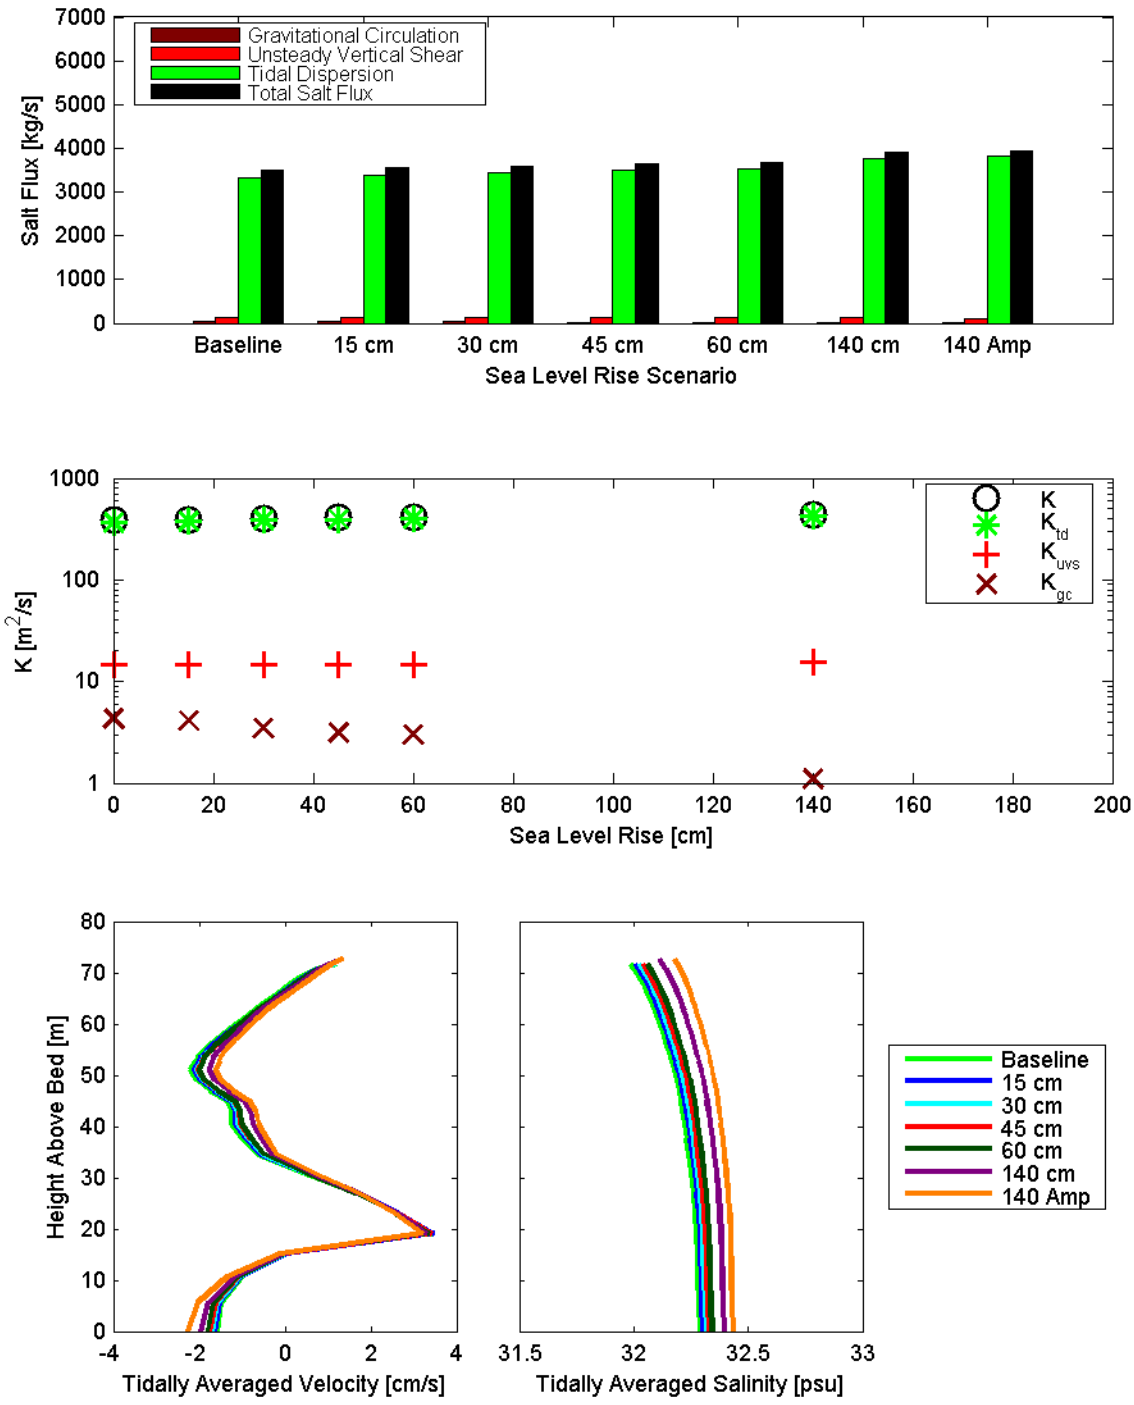 7000
6000
5000
4000
3000
2000
1000
0
Salt Flux [kg/s]
Gravitational Circulation
Unsteady Vertical Shear
Tidal Dispersion
Total Salt Flux
Baseline 15 cm 30 cm 45 cm 60 cm 140 cm 140 Amp
Sea Level Rise Scenario
1000
100
10
1
K [m2/s]
K
Ktd
Kuvs
Kgc
0 20 40 60 80 100 120 140 160 180 200
Sea Level Rise [cm]
80
70
60
50
40
30
20
10
0
Height Above Bed [m]
-4 -2 0 2 4
Tidally Averaged Velocity [cm/s]
31.5 32 32.5 33
Tidally Averaged Salinity [psu]
Baseline
15 cm
30 cm
45 cm
60 cm
140 cm
140 Amp